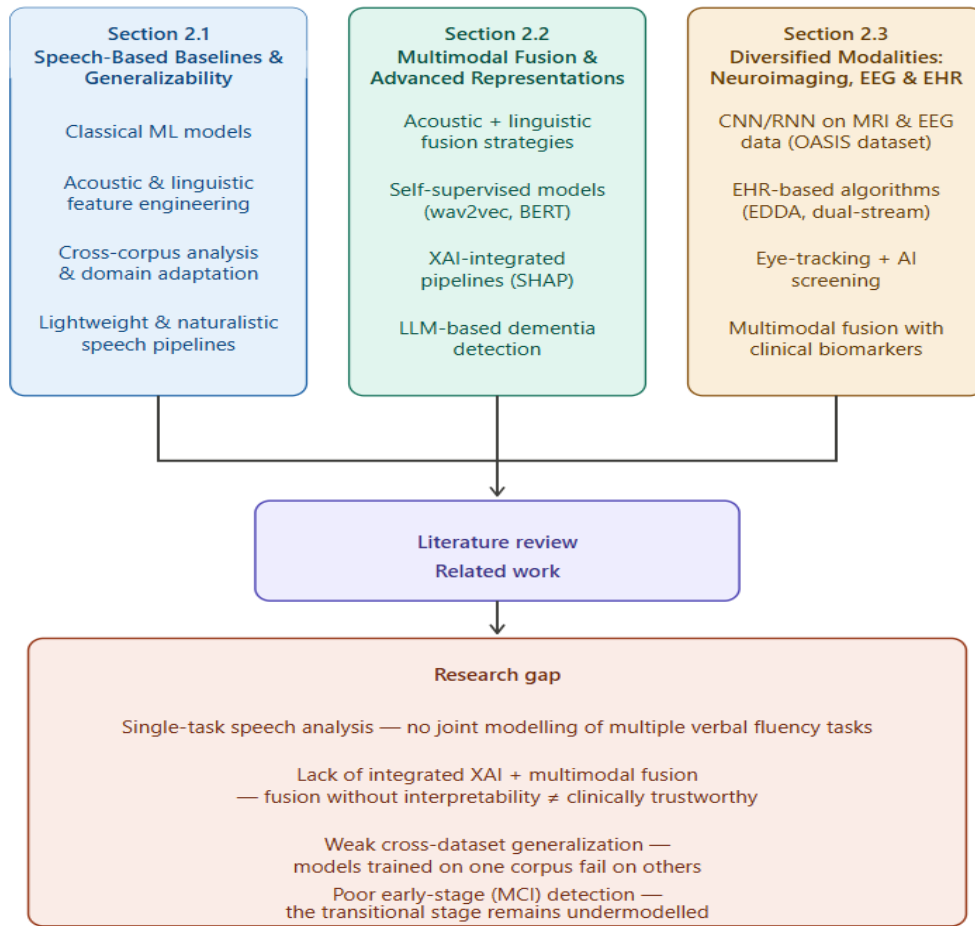 Section 2.1
Speech-Based Baselines &
Generalizability
Classical ML models
Acoustic & linguistic
feature engineering
Cross-corpus analysis
& domain adaptation
Lightweight & naturalistic
speech pipelines
Section 2.2
Multimodal Fusion &
Advanced Representations
Acoustic + linguistic
fusion strategies
Self-supervised models
(wav2vec, BERT)
XAI-integrated
pipelines (SHAP)
LLM-based dementia
detection
Section 2.3
Diversified Modalities:
Neuroimaging, EEG & EHR
CNN/RNN on MRI & EEG
data (OASIS dataset)
EHR-based algorithms
(EDDA, dual-stream)
Eye-tracking + AI
screening
Multimodal fusion with
clinical biomarkers
Literature review
Related work
Research gap
Single-task speech analysis — no joint modelling of multiple verbal fluency tasks
Lack of integrated XAI + multimodal fusion
— fusion without interpretability ≠ clinically trustworthy
Weak cross-dataset generalization —
models trained on one corpus fail on others
Poor early-stage (MCI) detection —
the transitional stage remains undermodelled